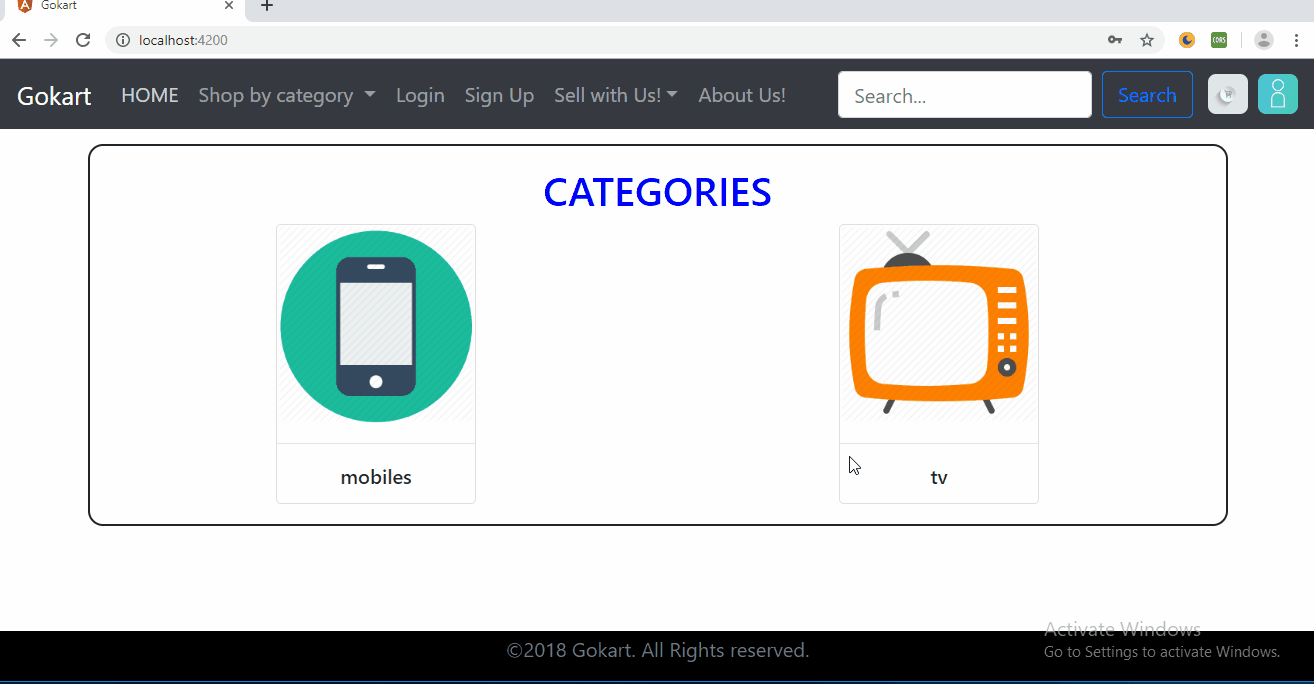 Gokart
localhost:4200
CORS
Gokart HOME Shop by category Login Sign Up Sell with Us! About Us! Search... Search
CATEGORIES
mobiles tv
Activate Windows
©2018 Gokart. All Rights reserved. Go to Settings to activate Windows.